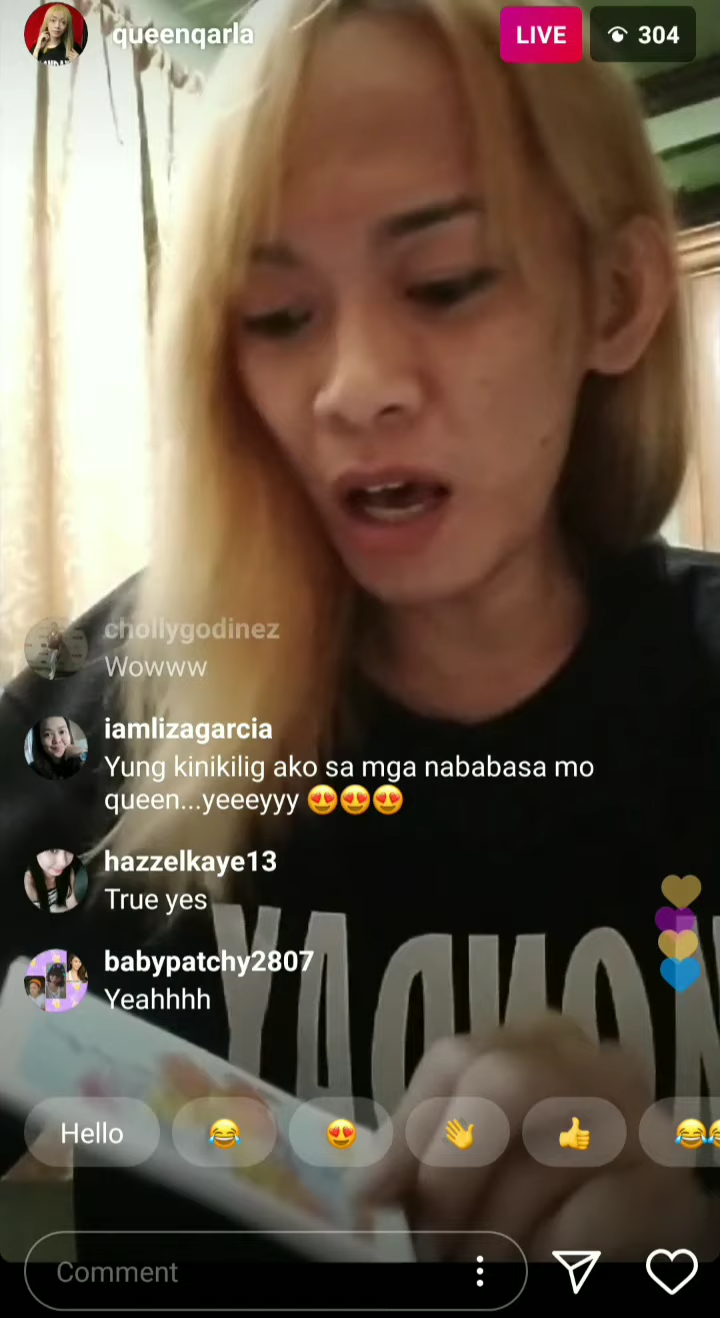 queenqarla
LIVE
304
chollygodinez
Wowww
iamlizagarcia
Yung kinikilig ako sa mga nababasa mo
queen...yeeeyyy 😍😍😍
hazzelkaye13
True yes
babypatchy2807
Yeahhhh
Hello 😂 😍 👋 👍 😂
Comment